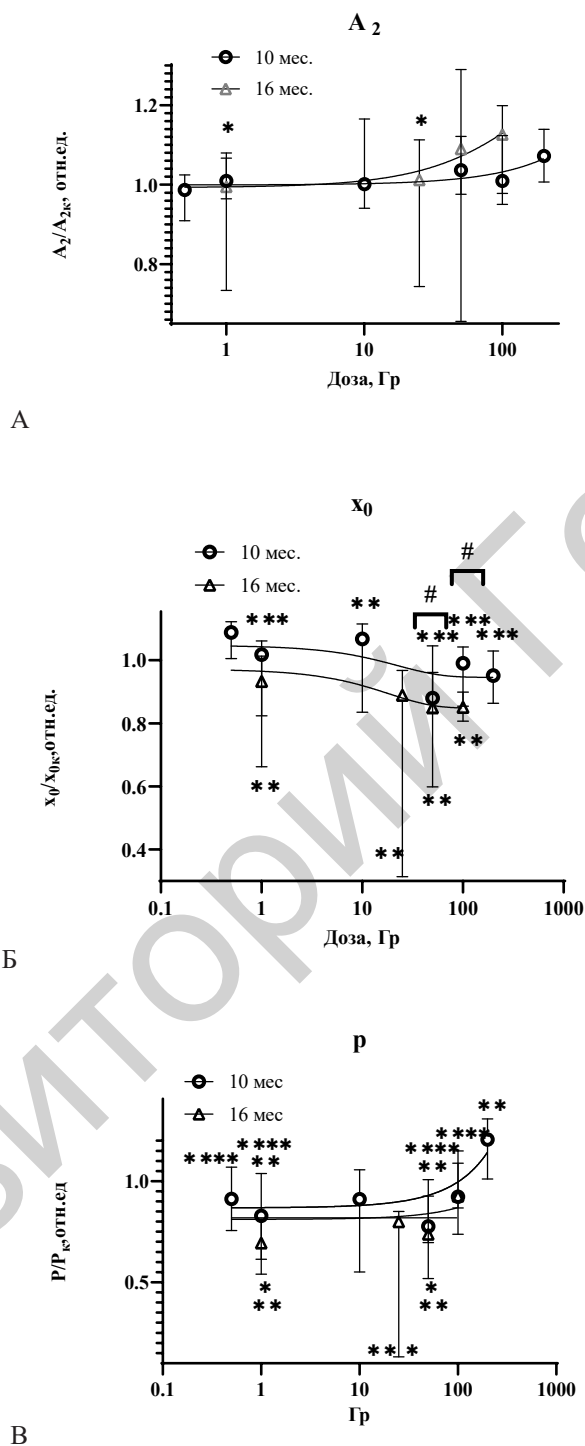 A 2
10 мес.
16 мес.
* *
A2/A2к, отн.ед.
1.2
1.0
0.8
1 10 100
Доза, Гр
А
x0
10 мес.
16 мес.
# #
*** ** *** *** ***
x0/x0к,отн.ед.
1.0
0.8
0.6
0.4
** ** ** **
0.1 1 10 100 1000
Доза, Гр
Б
p
10 мес
16 мес
**** **** ** **** ** **** **
P/Pк,отн.ед
1.0
0.5
* ** *** * **
0.1 1 10 100 1000
Гр
В